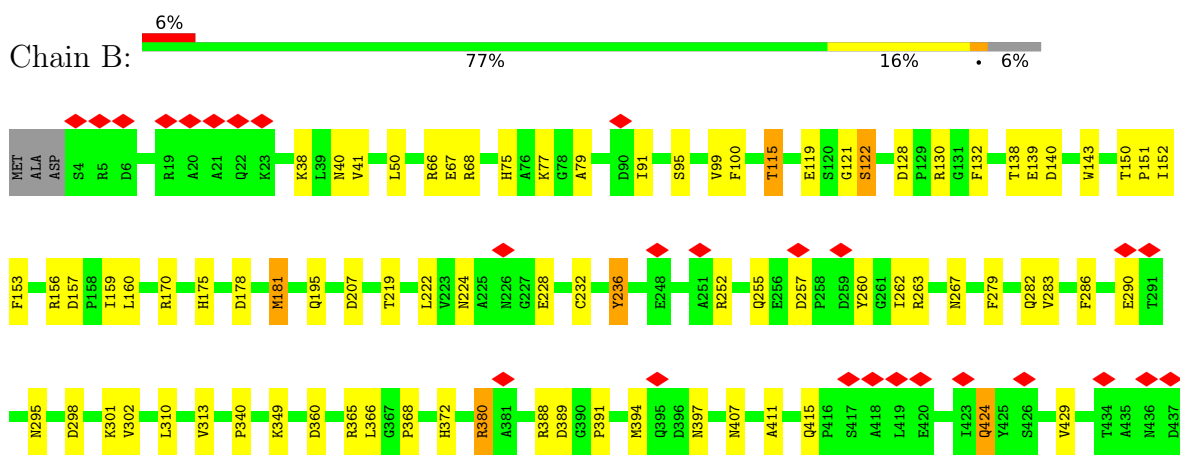 6%
Chain B:
77% 16% • 6%
MET ALA ASP S4 R5 D6 R19 A20 A21 Q22 K23 K38 L39 N40 V41 L50 R66 E67 R68 H75 A76 K77 G78 A79 D90 I91 S95 V99 F100 T115 E119 S120 G121 S122 D128 P129 R130 G131 F132 T138 E139 D140 W143 T150 P151 I152
F153 R156 D157 P158 I159 L160 R170 H175 D178 M181 Q195 D207 T219 L222 V223 N224 A225 N226 G227 E228 C232 Y236 E248 A251 R252 Q255 E256 D257 P258 D259 Y260 G261 I262 R263 N267 F279 Q282 V283 F286 E290 T291
N295 D298 K301 V302 L310 V313 P340 K349 D360 R365 L366 G367 P368 H372 R380 A381 R388 D389 G390 P391 M394 Q395 D396 N397 N407 A411 Q415 P416 S417 A418 L419 E420 I423 Q424 Y425 S426 V429 T434 A435 N436 D437